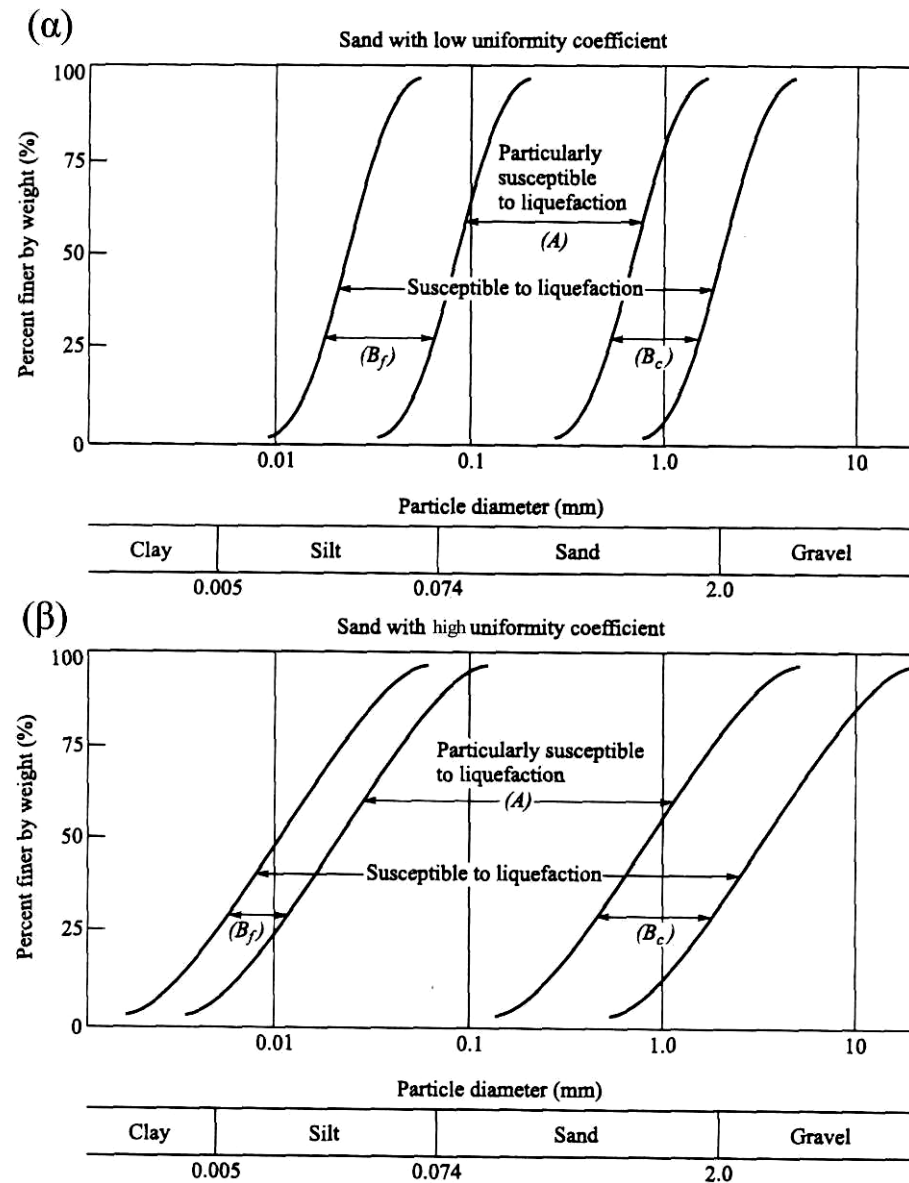 (α)
Sand with low uniformity coefficient
Percent finer by weight (%)
100
75
50
25
0
Particularly
susceptible
to liquefaction
(A)
Susceptible to liquefaction
(B_f)
(B_c)
0.01
0.1
1.0
10
Particle diameter (mm)
Clay
Silt
Sand
Gravel
0.005
0.074
2.0
(β)
Sand with high uniformity coefficient
Percent finer by weight (%)
100
75
50
25
0
Particularly susceptible
to liquefaction
(A)
Susceptible to liquefaction
(B_f)
(B_c)
0.01
0.1
1.0
10
Particle diameter (mm)
Clay
Silt
Sand
Gravel
0.005
0.074
2.0